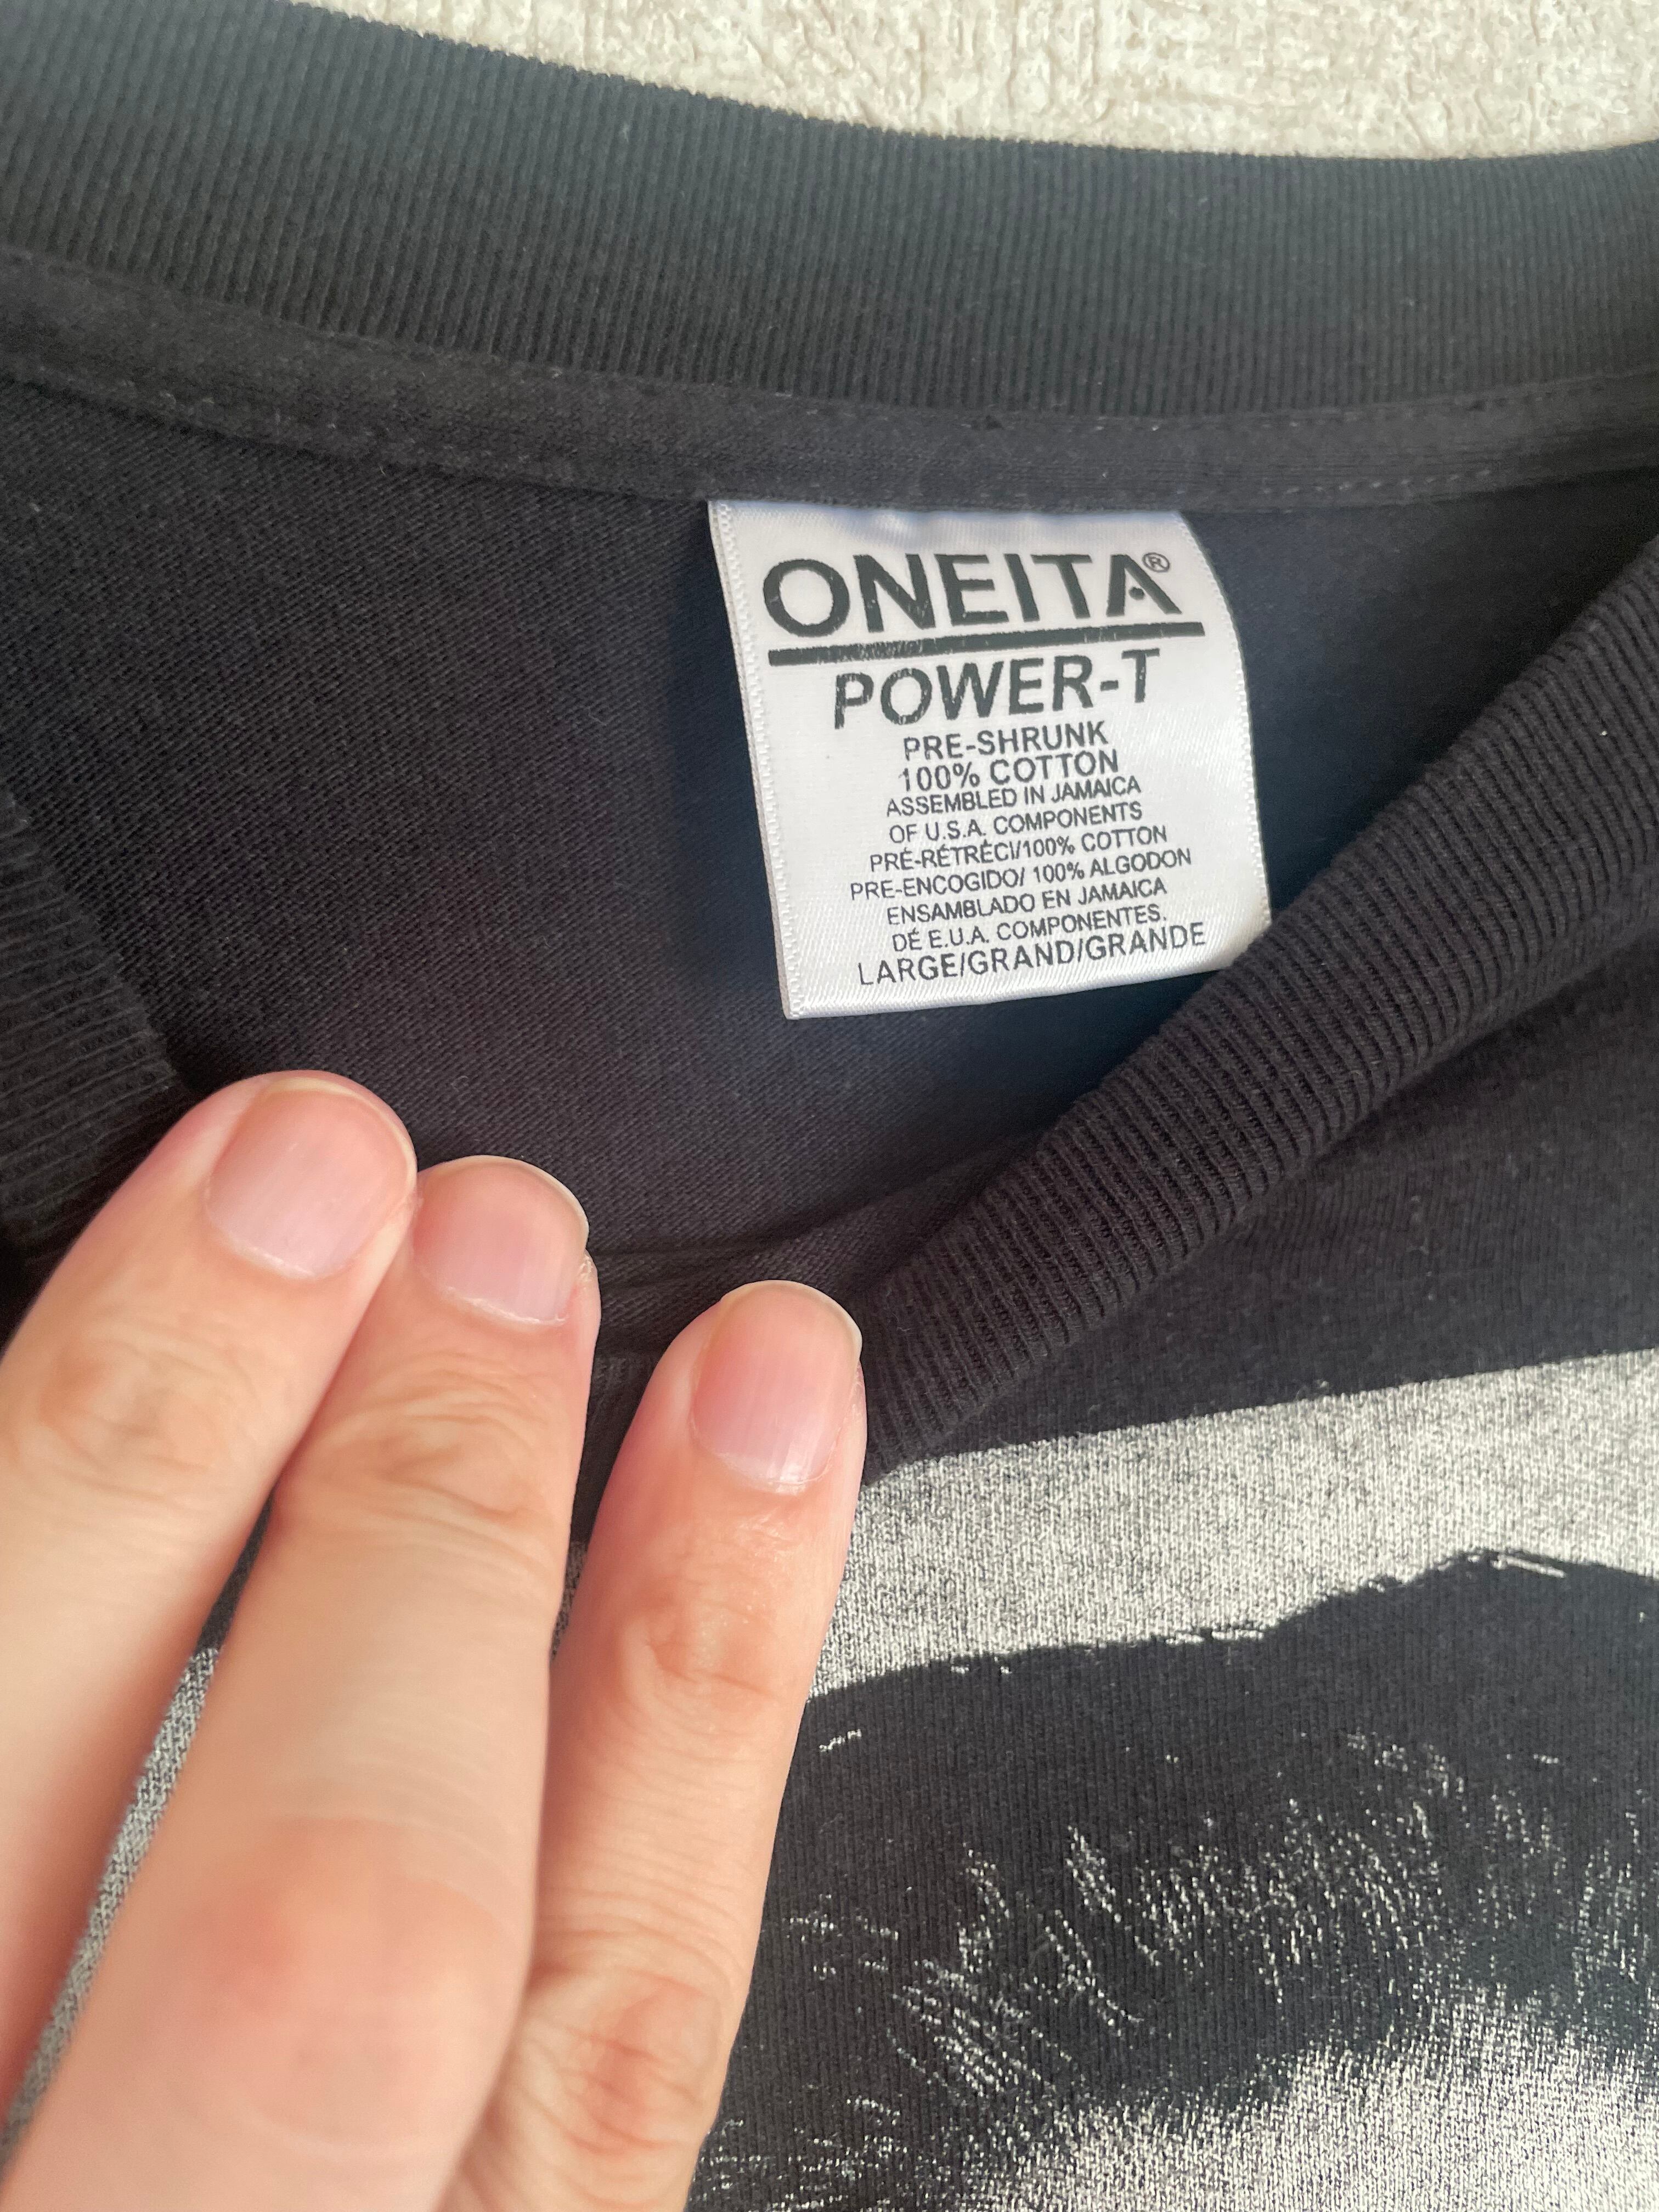 ONEITA®
POWER-T
PRE-SHRUNK
100% COTTON
ASSEMBLED IN JAMAICA
OF U.S.A. COMPONENTS
PRÉ-RÉTRÉCI/100% COTTON
PRE-ENCOGIDO/ 100% ALGODON
ENSAMBLADO EN JAMAICA
DÉ E.U.A. COMPONENTES.
LARGE/GRAND/GRANDE